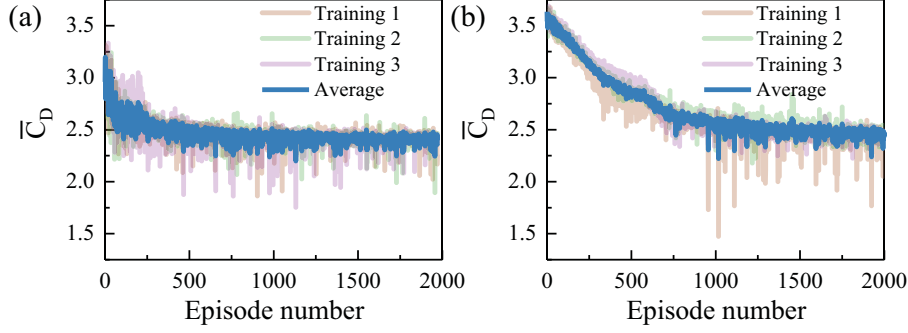 (a)
Training 1
Training 2
Training 3
Average
C̅_D
3.5
3.0
2.5
2.0
1.5
0 500 1000 1500 2000
Episode number
(b)
Training 1
Training 2
Training 3
Average
C̅_D
3.5
3.0
2.5
2.0
1.5
0 500 1000 1500 2000
Episode number